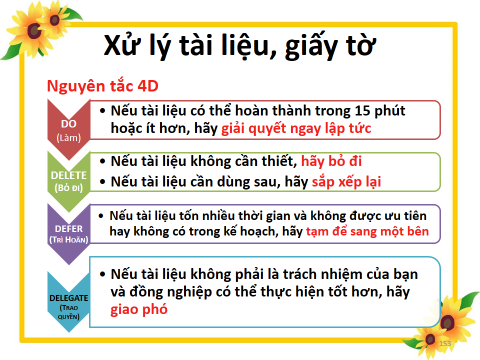 Xử lý tài liệu, giấy tờ
Nguyên tắc 4D
DO
(Làm)
• Nếu tài liệu có thể hoàn thành trong 15 phút
hoặc ít hơn, hãy giải quyết ngay lập tức
DELETE
(Bỏ Đi)
• Nếu tài liệu không cần thiết, hãy bỏ đi
• Nếu tài liệu cần dùng sau, hãy sắp xếp lại
DEFER
(Trì Hoãn)
• Nếu tài liệu tốn nhiều thời gian và không được ưu tiên
hay không có trong kế hoạch, hãy tạm để sang một bên
DELEGATE
(Trao
quyền)
• Nếu tài liệu không phải là trách nhiệm của bạn
và đồng nghiệp có thể thực hiện tốt hơn, hãy
giao phó
153